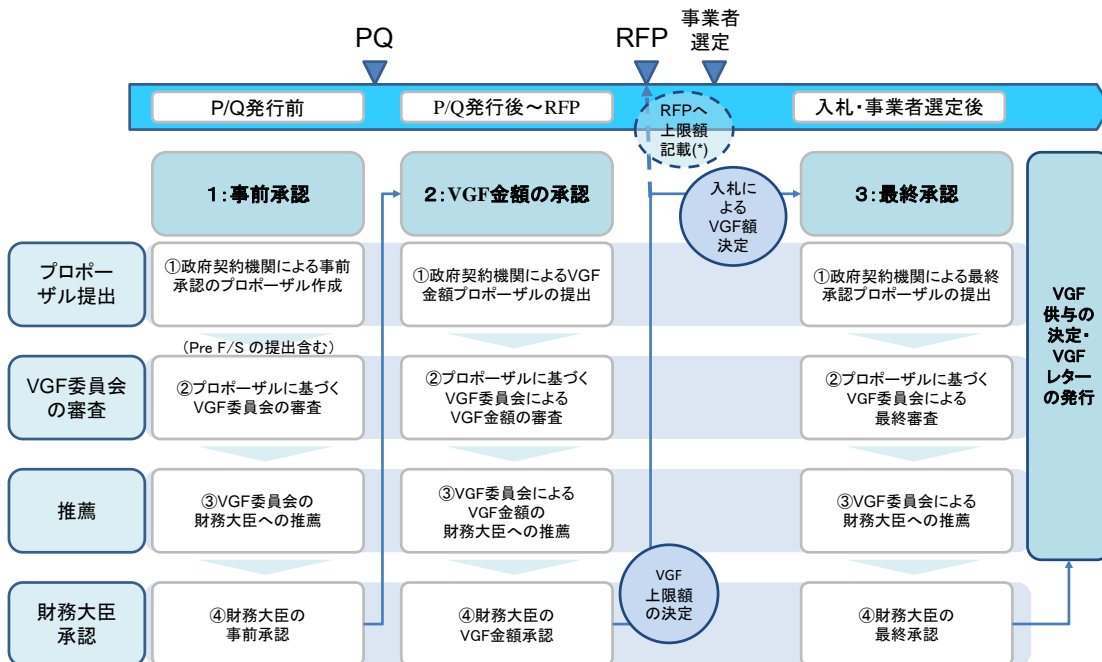 PQ
RFP
事業者
選定
P/Q発行前
P/Q発行後～RFP
RFPへ
上限額
記載(*)
入札・事業者選定後
1：事前承認
2：VGF金額の承認
入札に
よる
VGF額
決定
3：最終承認
プロポー
ザル提出
①政府契約機関による事前
承認のプロポーザル作成
①政府契約機関によるVGF
金額プロポーザルの提出
①政府契約機関による最終
承認プロポーザルの提出
(Pre F/S の提出含む)
VGF委員会
の審査
②プロポーザルに基づく
VGF委員会の審査
②プロポーザルに基づく
VGF委員会による
VGF金額の審査
②プロポーザルに基づく
VGF委員会による
最終審査
推薦
③VGF委員会の
財務大臣への推薦
③VGF委員会による
VGF金額の
財務大臣への推薦
③VGF委員会による
財務大臣への推薦
財務大臣
承認
④財務大臣の
事前承認
④財務大臣の
VGF金額承認
VGF
上限額
の決定
④財務大臣の
最終承認
VGF
供与の
決定・
VGF
レター
の発行